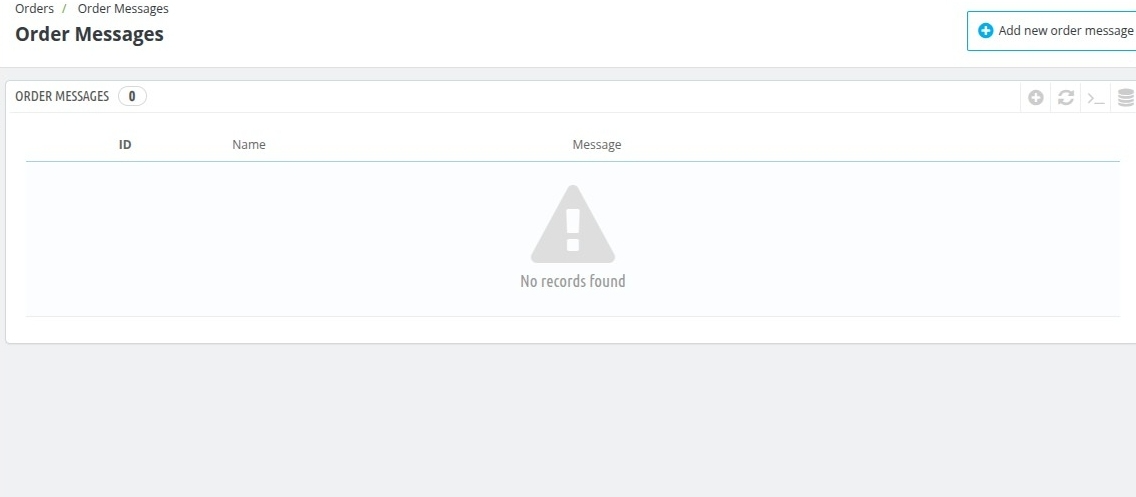 Orders / Order Messages
Order Messages
Add new order message
ORDER MESSAGES 0
ID Name Message
No records found